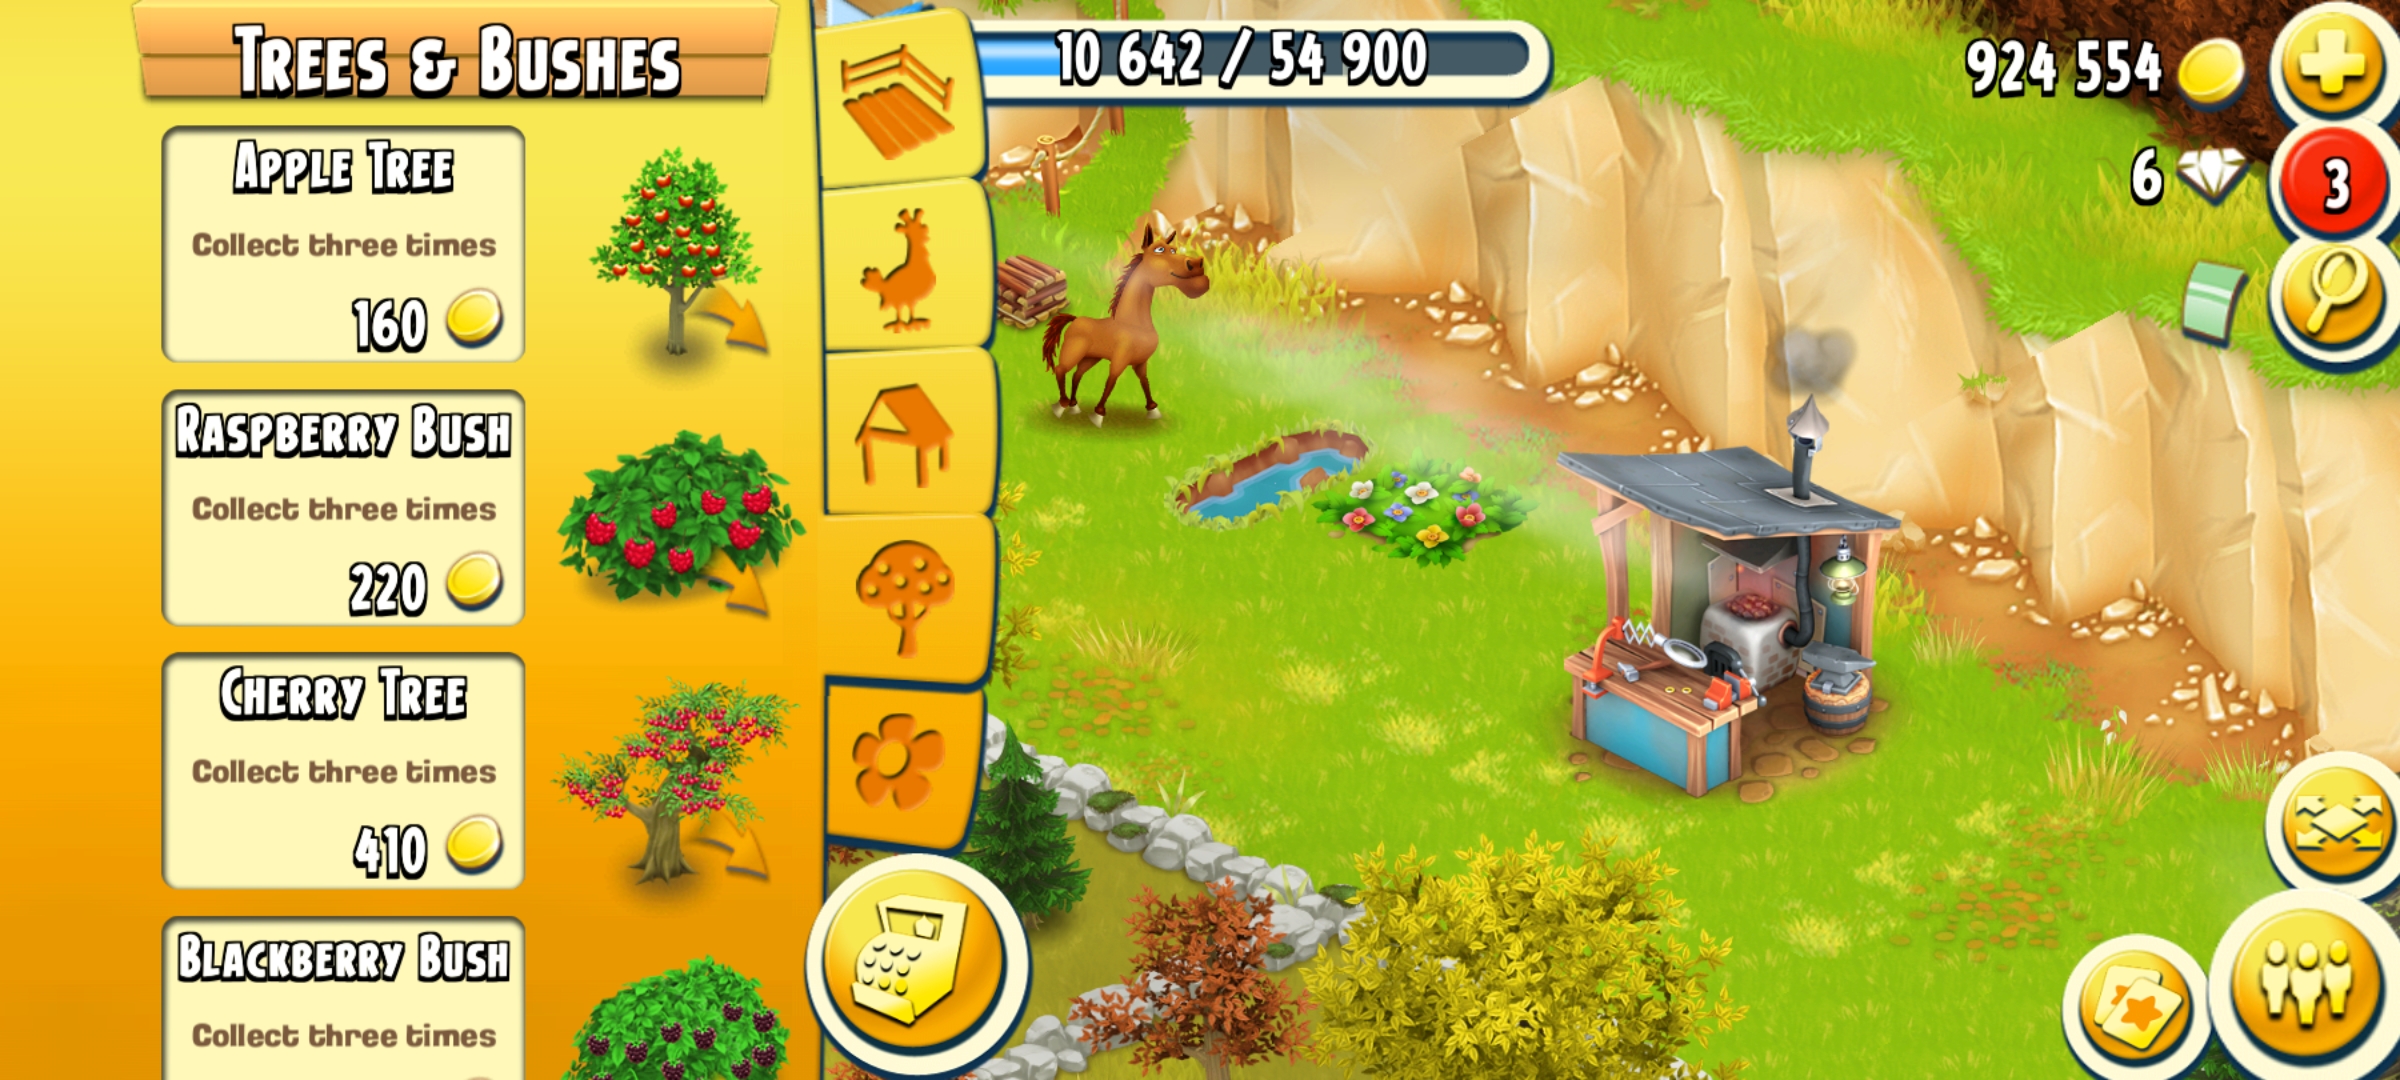 TREES & BUSHES
APPLE TREE
Collect three times
160
RASPBERRY BUSH
Collect three times
220
CHERRY TREE
Collect three times
410
BLACKBERRY BUSH
Collect three times
10 642 / 54 900
924 554
6
3